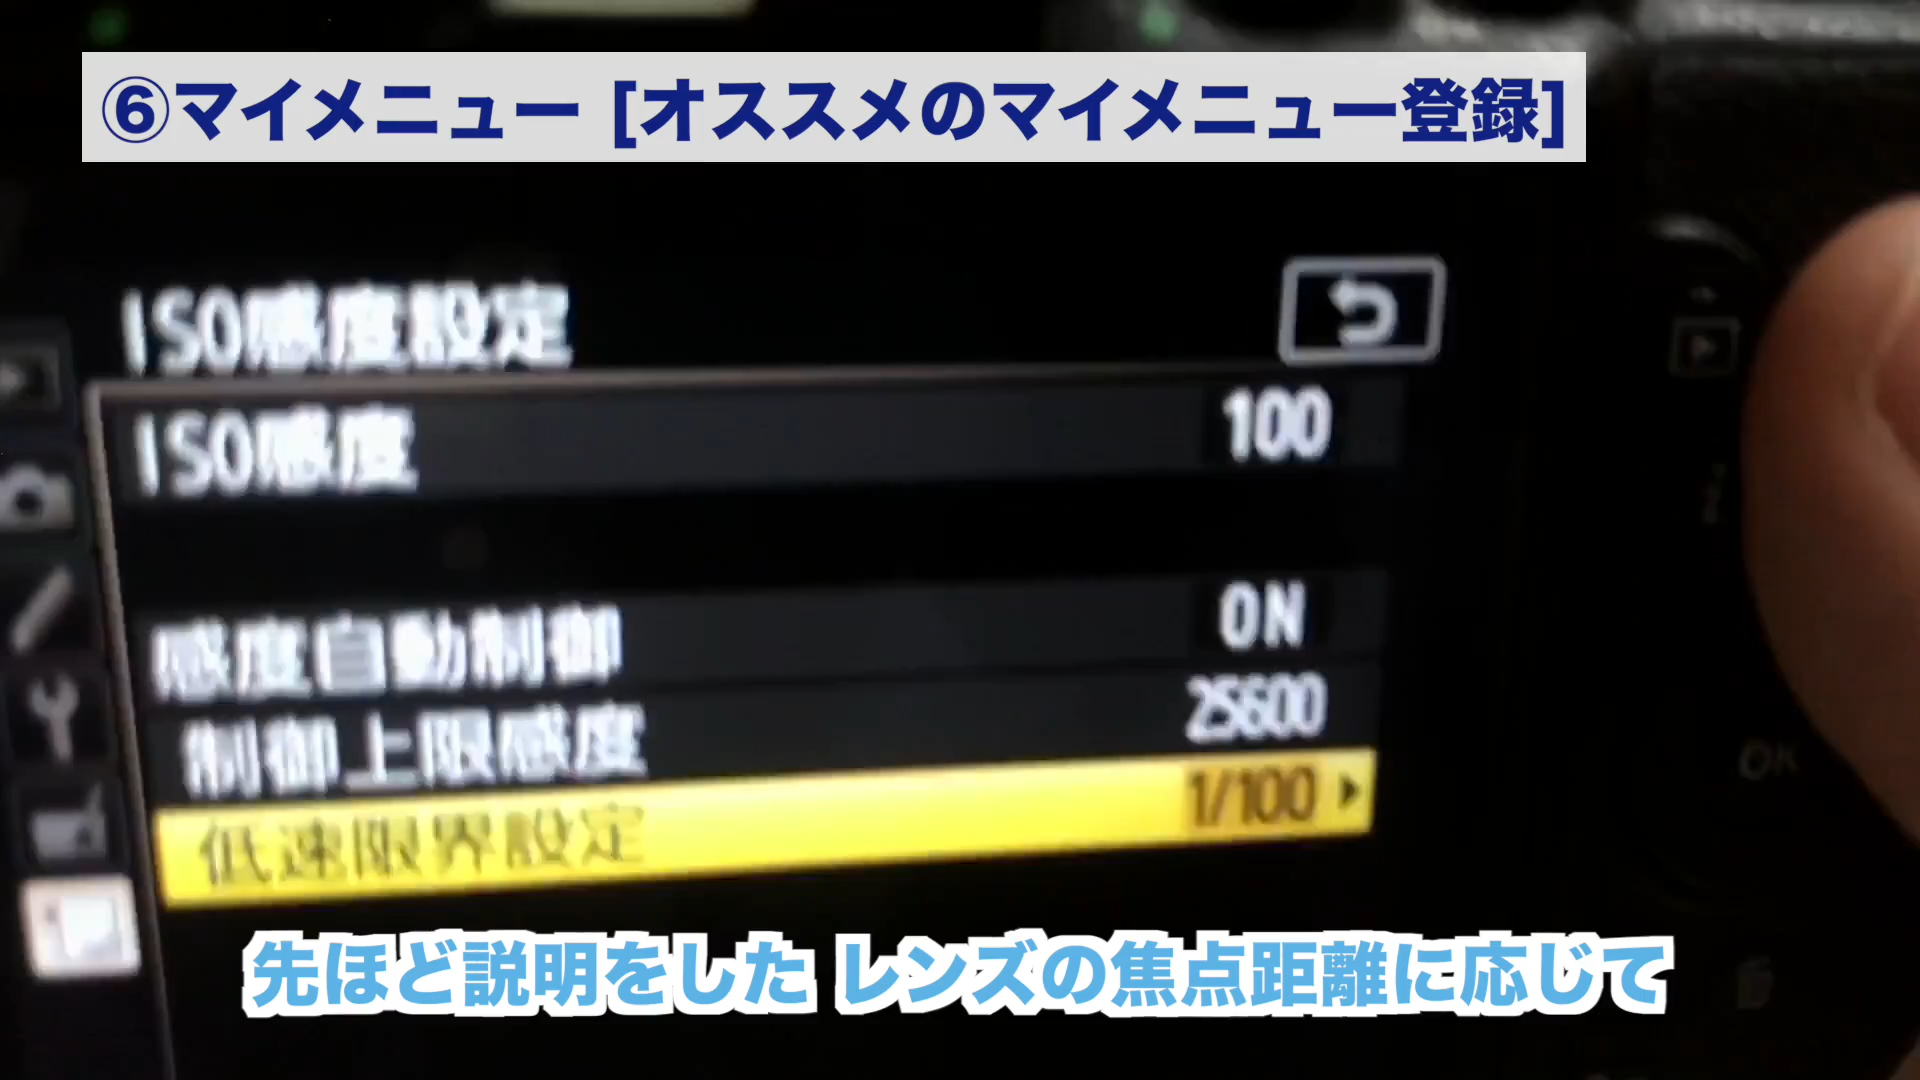 ⑥マイメニュー [オススメのマイメニュー登録]
ISO感度設定
ISO感度 100
感度自動制御 ON
制御上限感度 25600
低速限界設定 1/100
OK
先ほど説明をした レンズの焦点距離に応じて